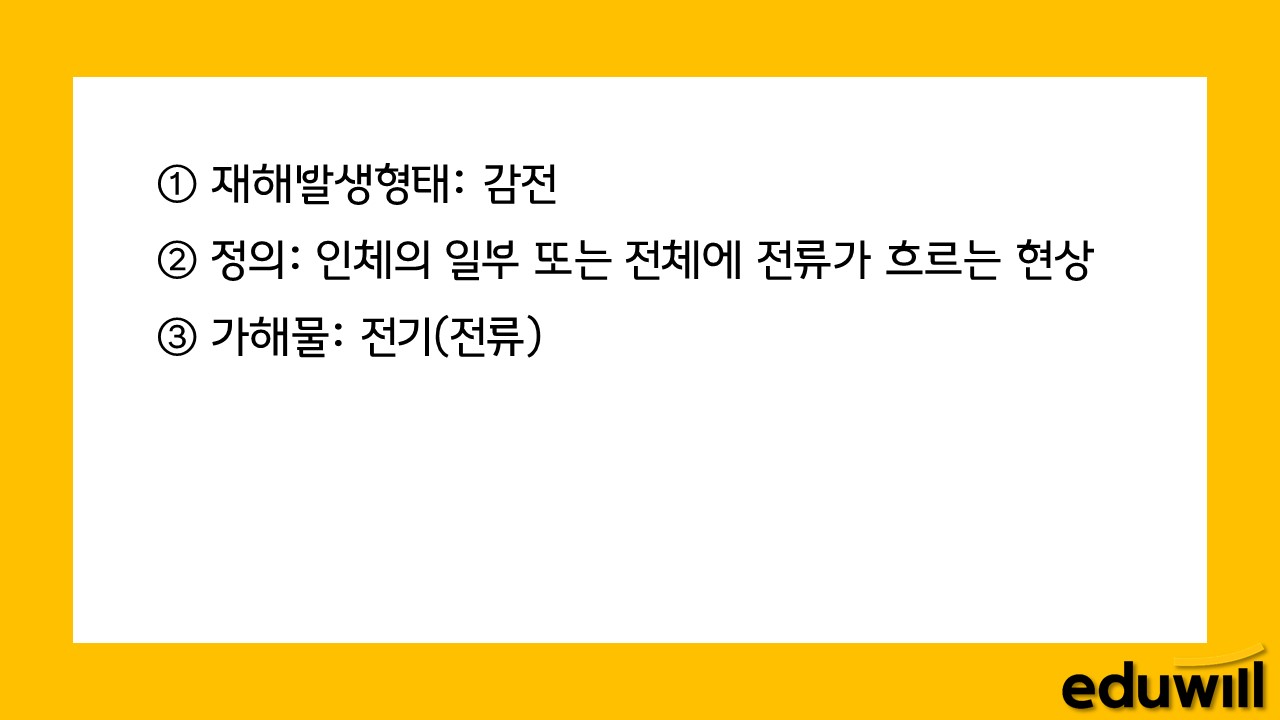 ① 재해발생형태: 감전
② 정의: 인체의 일부 또는 전체에 전류가 흐르는 현상
③ 가해물: 전기(전류)
eduwill